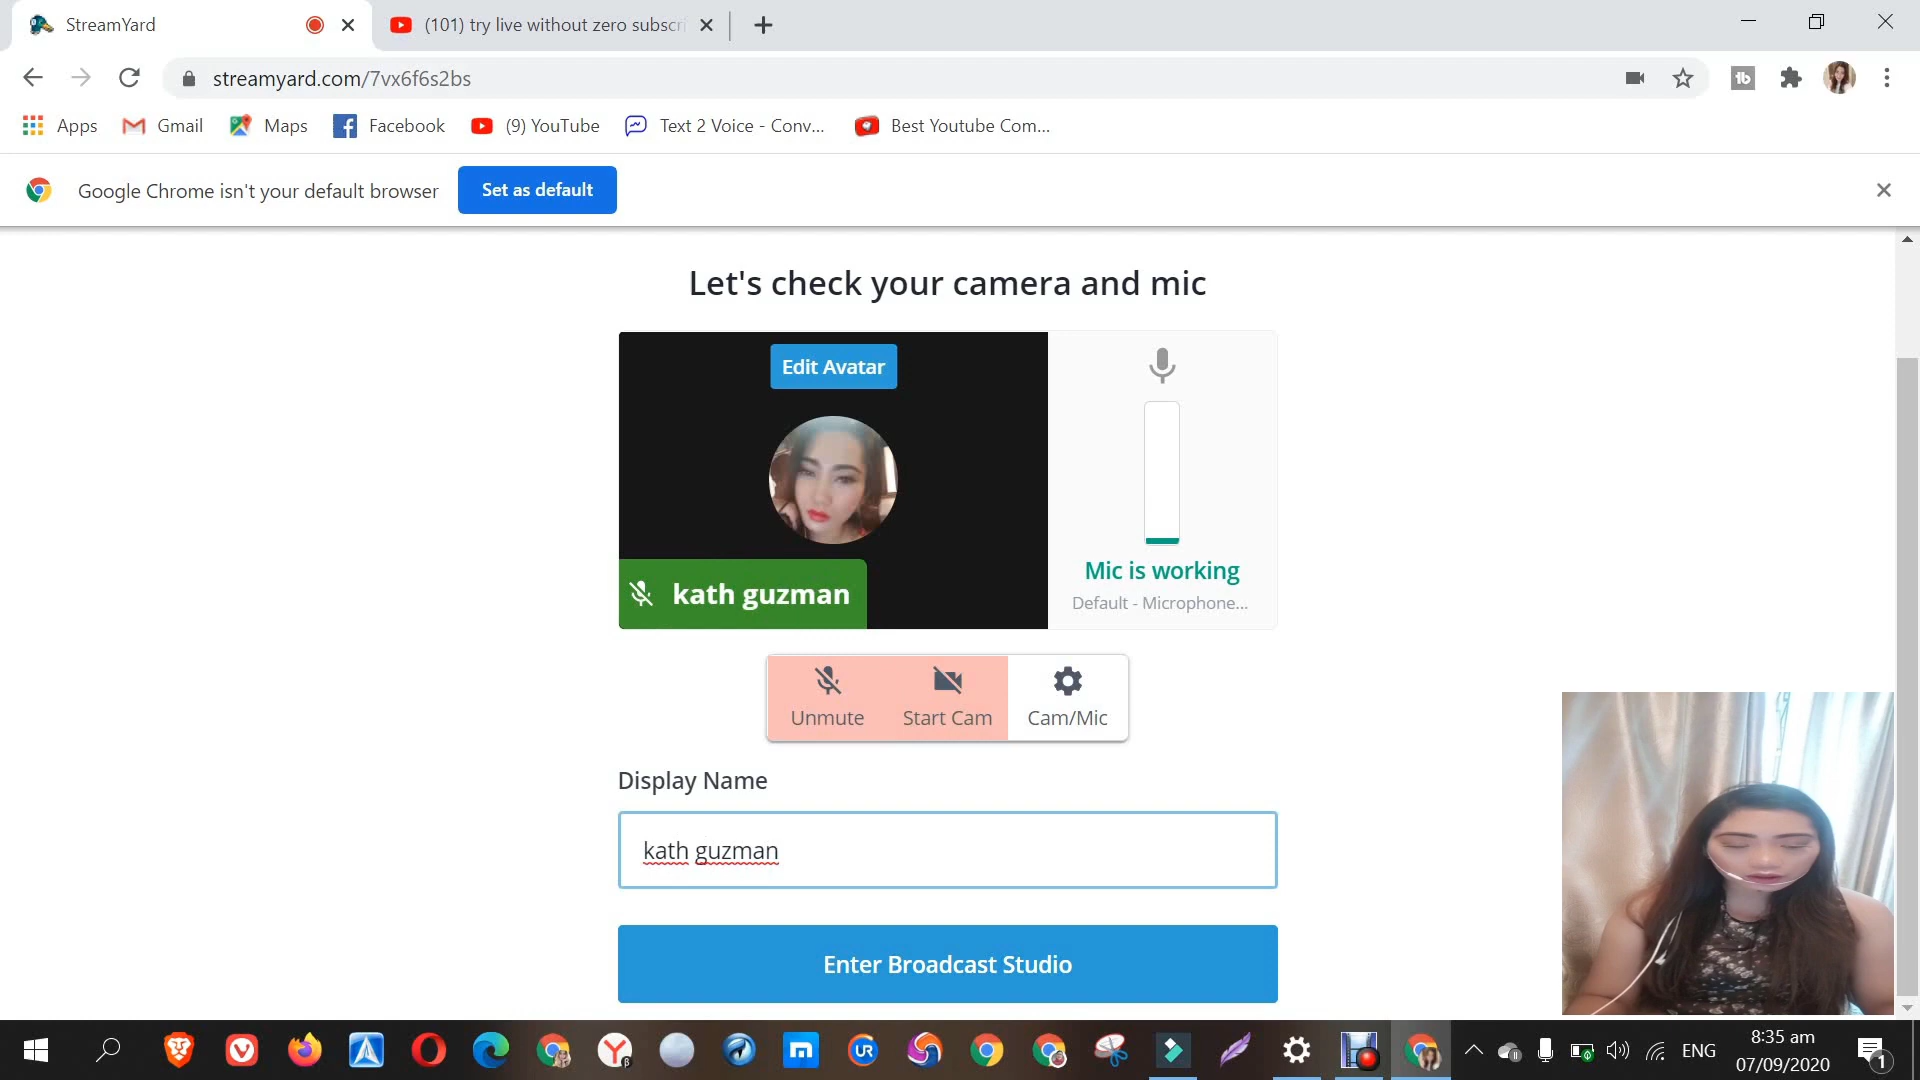 StreamYard
(101) try live without zero subscri
streamyard.com/7vx6f6s2bs
Apps
Gmail
Maps
Facebook
(9) YouTube
Text 2 Voice - Conv...
Best Youtube Com...
Google Chrome isn't your default browser
Set as default
Let's check your camera and mic
Edit Avatar
kath guzman
Mic is working
Default - Microphone...
Unmute
Start Cam
Cam/Mic
Display Name
kath guzman
Enter Broadcast Studio
ENG
8:35 am
07/09/2020
1